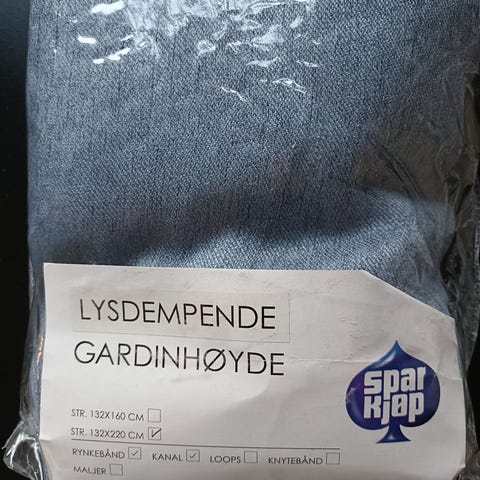 LYSDEMPENDE
GARDINHØYDE
spar
kjøp
STR. 132X160 CM
STR. 132X220 CM
RYNKEBÅND KANAL LOOPS KNYTEBÅND
MALJER